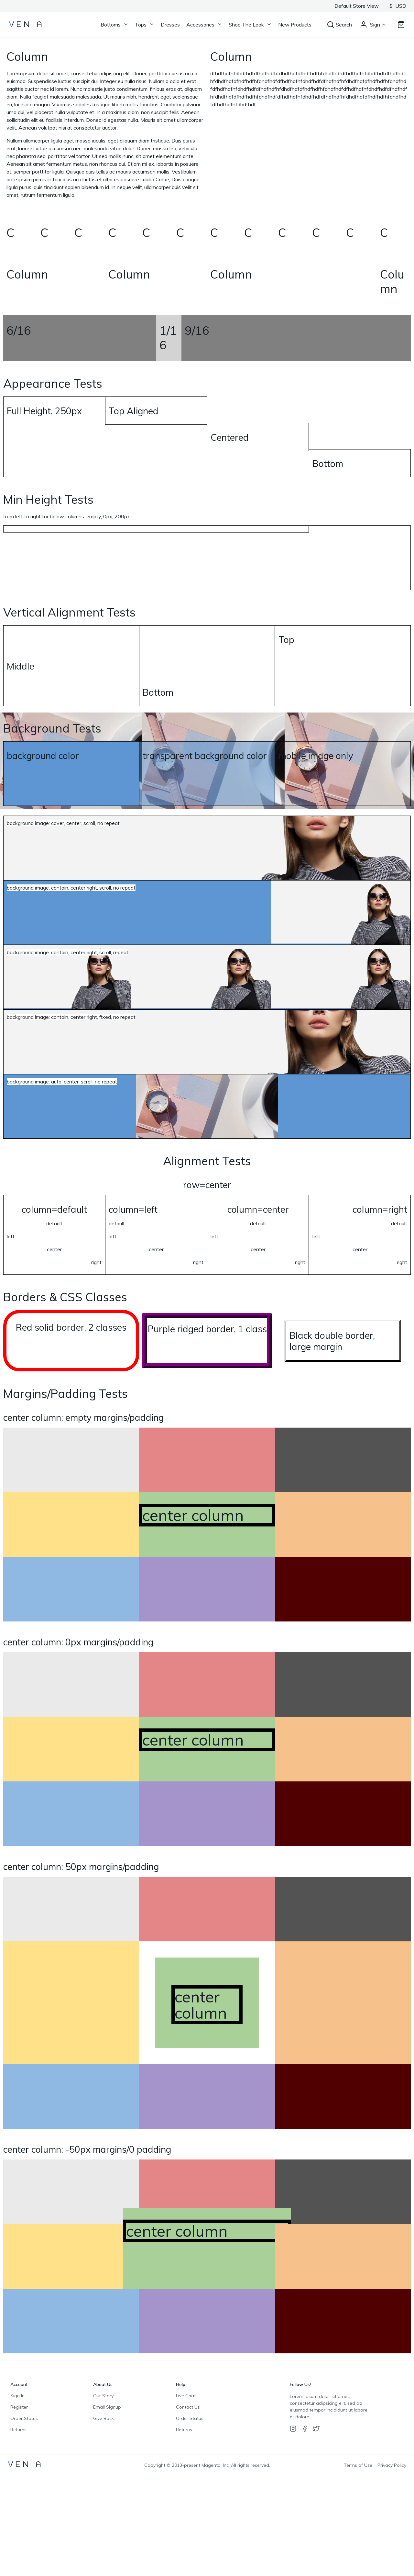 Default Store View $ USD
VENIA Bottoms Tops Dresses Accessories Shop The Look New Products Search Sign In
Column
Lorem ipsum dolor sit amet, consectetur adipiscing elit. Donec porttitor cursus orci a
euismod. Suspendisse luctus suscipit dui. Integer eu nulla risus. Nullam a odio et erat
sagittis auctor nec id lorem. Nunc molestie justo condimentum, finibus eros at, aliquam
diam. Nulla feugiat malesuada malesuada. Ut mauris nibh, hendrerit quis scelerisque
eu, lacinia a magna. Vivamus sodales tristique libero mollis faucibus. Curabitur pulvinar
arcu dui, vel placerat nulla vulputate et. In a maximus diam, non suscipit felis. Aenean
sollicitudin elit eu facilisis interdum. Donec id egestas nulla. Mauris sit amet ullamcorper
velit. Aenean volutpat nisi at consectetur auctor.
Nullam ullamcorper ligula eget massa iaculis, eget aliquam diam tristique. Duis purus
erat, laoreet vitae accumsan nec, malesuada vitae dolor. Donec massa leo, vehicula
nec pharetra sed, porttitor vel tortor. Ut sed mollis nunc, sit amet elementum ante.
Aenean sit amet fermentum metus, non rhoncus dui. Etiam mi ex, lobortis in posuere
at, semper porttitor ligula. Quisque quis tellus ac mauris accumsan mollis. Vestibulum
ante ipsum primis in faucibus orci luctus et ultrices posuere cubilia Curae; Duis congue
ligula purus, quis tincidunt sapien bibendum id. In neque velit, ullamcorper quis velit sit
amet, rutrum fermentum ligula.
Column
C C C C C C C C C C C C
Column Column Column Colu
mn
6/16 1/1
6 9/16
Appearance Tests
Full Height, 250px Top Aligned
Centered
Bottom
Min Height Tests
from left to right for below columns: empty, 0px, 200px
Vertical Alignment Tests
Top
Middle
Bottom
Background Tests
background color transparent background color mobile image only
background image: cover, center, scroll, no repeat
background image: contain, center right, scroll, no repeat
background image: contain, center right, scroll, repeat
background image: contain, center right, fixed, no repeat
background image: auto, center, scroll, no repeat
Alignment Tests
row=center
column=default column=left column=center column=right
default default default default
left left left left
center center center center
right right right right
Borders & CSS Classes
Red solid border, 2 classes Purple ridged border, 1 class Black double border,
large margin
Margins/Padding Tests
center column: empty margins/padding
center column
center column: 0px margins/padding
center column
center column: 50px margins/padding
center
column
center column: -50px margins/0 padding
center column
Account About Us Help Follow Us!
Sign In Our Story Live Chat Lorem ipsum dolor sit amet,
Register Email Signup Contact Us consectetur adipisicing elit, sed do
Order Status Give Back Order Status eiusmod tempor incididunt ut labore
et dolore
Returns Returns
VENIA Copyright © 2013-present Magento, Inc. All rights reserved. Terms of Use Privacy Policy